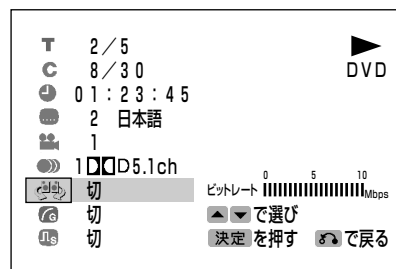 T 2/5
DVD
C 8/30
01:23:45
2 日本語
1
1 DD D5.1ch
切
ビットレート 0 5 10 Mbps
G 切
で選び
S 切
決定 を押す で戻る